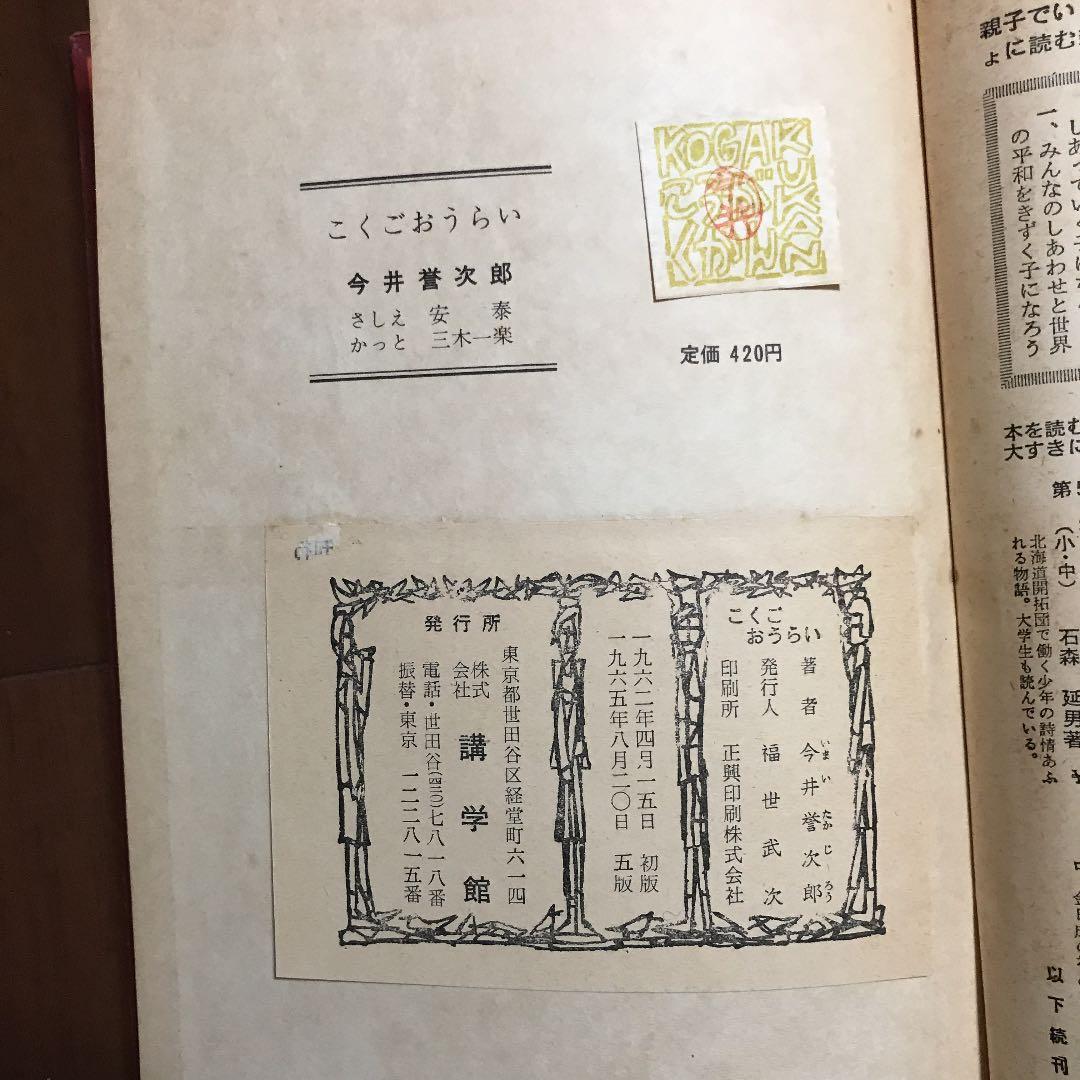 こくごおうらい
今井誉次郎
さしえ 安 泰
かっと 三木一楽
KOGAKUKAN
こうがくかん
定価 420円
こくご
おうらい
著者 今井誉次郎
いまい たかじろう
発行人 福世武次
印刷所 正興印刷株式会社
一九六二年四月一五日 初版
一九六五年八月二〇日 五版
発行所
東京都世田谷区経堂町六一四
株式会社 講学館
電話・世田谷(四二〇)七八一八番
振替・東京 一二二八一五番
親子でい
ょに読む
一、みんなのしあわせと世界
の平和をきずく子になろう
む読を本
にきす大
第5
(小・中) 石森 延男著
北海道開拓団で働く少年の詩情あふ
れる物語。大学生も読んでいる。
以下続刊